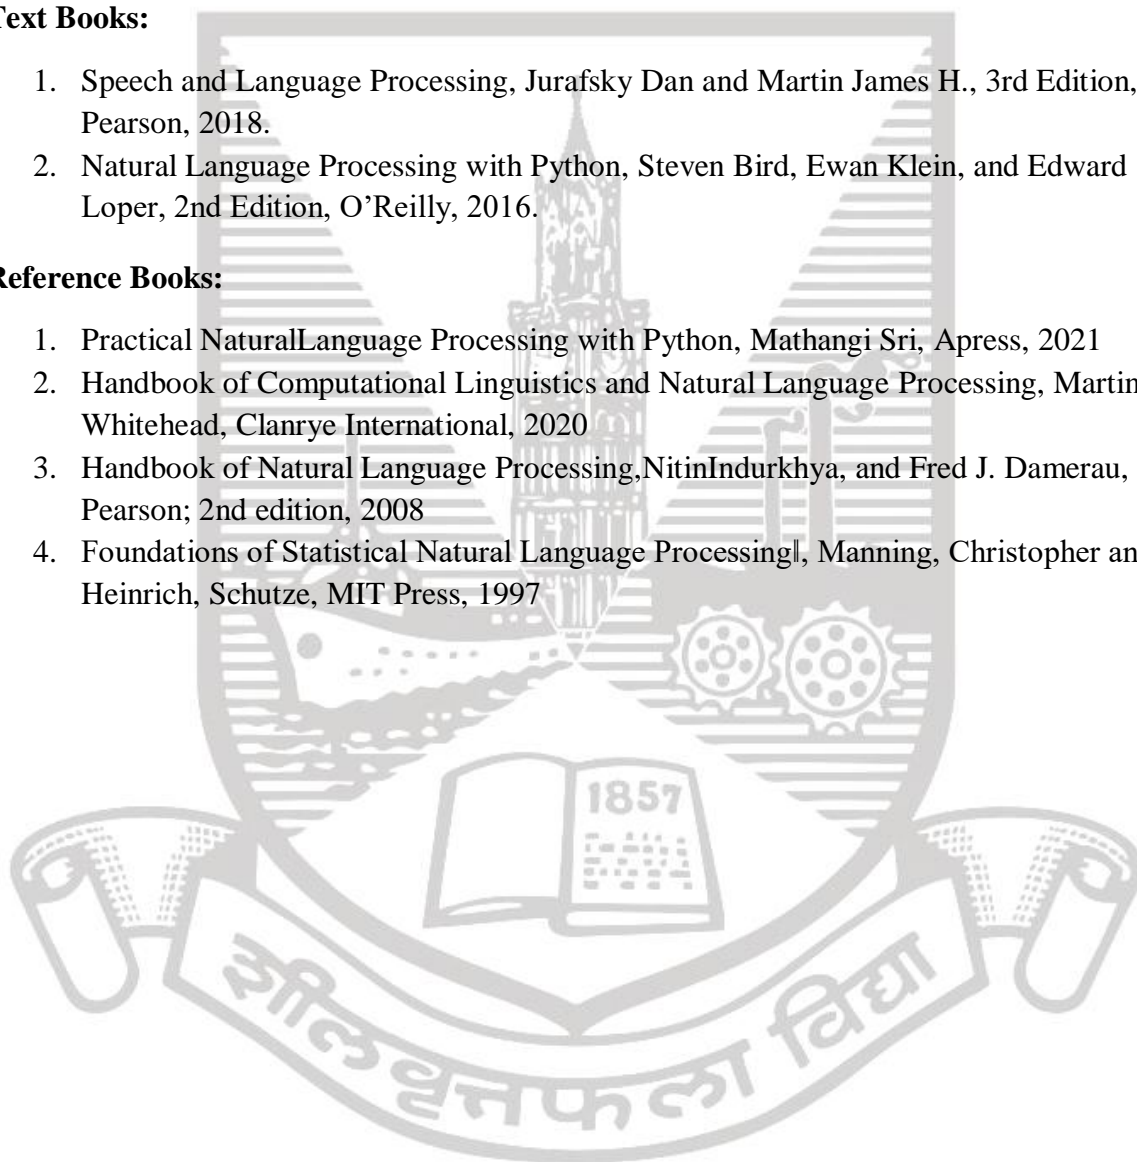 Text Books:
1. Speech and Language Processing, Jurafsky Dan and Martin James H., 3rd Edition,
Pearson, 2018.
2. Natural Language Processing with Python, Steven Bird, Ewan Klein, and Edward
Loper, 2nd Edition, O’Reilly, 2016.
Reference Books:
1. Practical NaturalLanguage Processing with Python, Mathangi Sri, Apress, 2021
2. Handbook of Computational Linguistics and Natural Language Processing, Martin
Whitehead, Clanrye International, 2020
3. Handbook of Natural Language Processing,NitinIndurkhya, and Fred J. Damerau,
Pearson; 2nd edition, 2008
4. Foundations of Statistical Natural Language Processing‖, Manning, Christopher an
Heinrich, Schutze, MIT Press, 1997
1857
शीलवृत्तफला विद्या